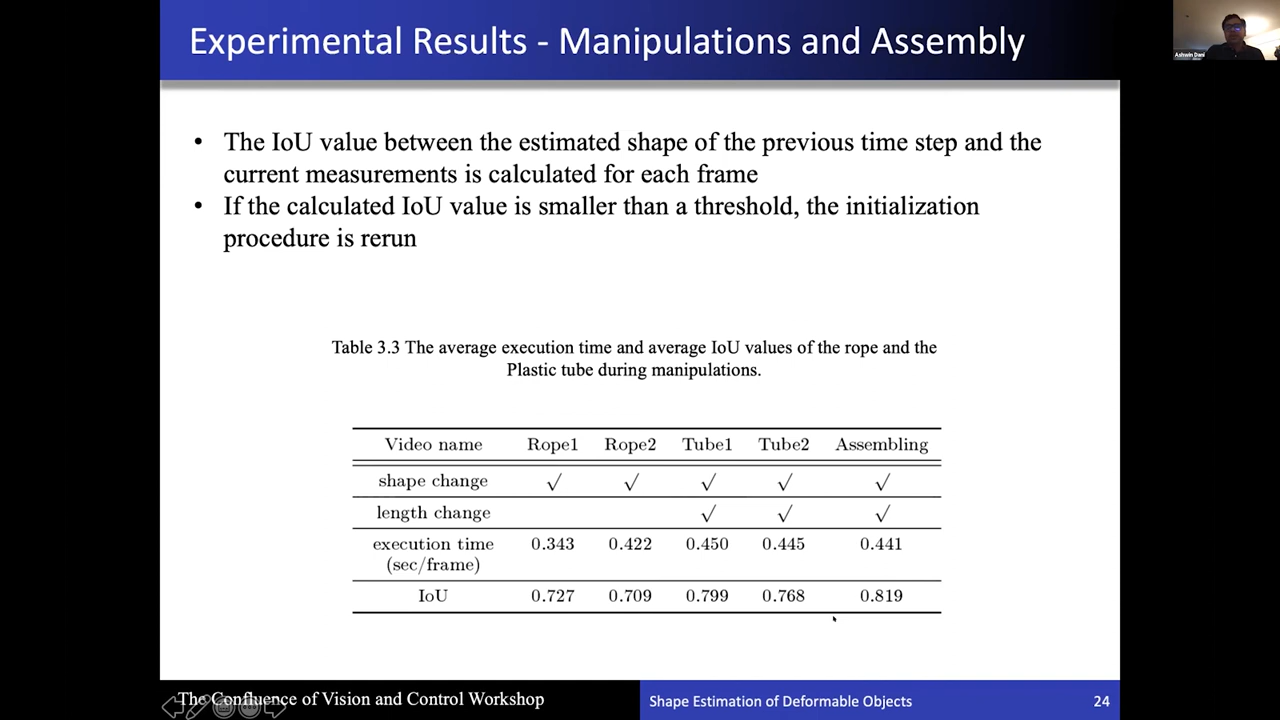 Experimental Results - Manipulations and Assembly
Ashwin Dani
• The IoU value between the estimated shape of the previous time step and the
current measurements is calculated for each frame
• If the calculated IoU value is smaller than a threshold, the initialization
procedure is rerun
Table 3.3 The average execution time and average IoU values of the rope and the
Plastic tube during manipulations.
Video name Rope1 Rope2 Tube1 Tube2 Assembling
shape change √ √ √ √ √
length change √ √ √
execution time 0.343 0.422 0.450 0.445 0.441
(sec/frame)
IoU 0.727 0.709 0.799 0.768 0.819
The Confluence of Vision and Control Workshop
Shape Estimation of Deformable Objects
24